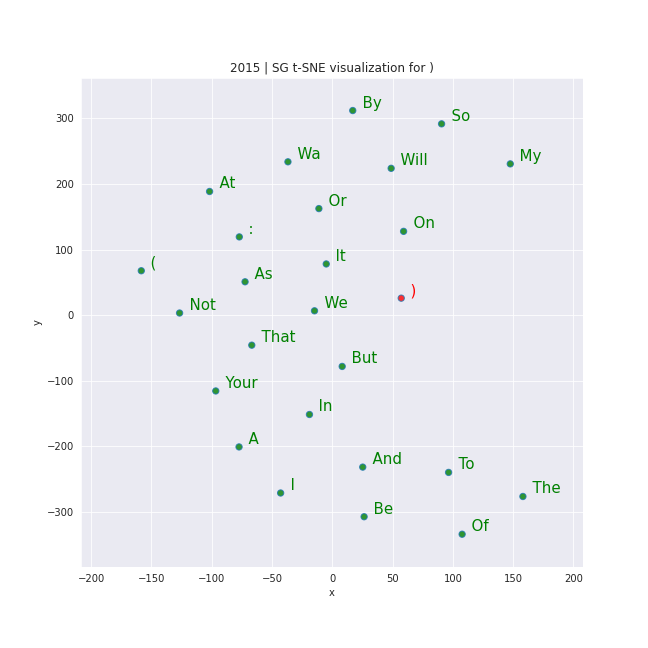 2015 | SG t-SNE visualization for )
By
So
Wa
Will
My
At
Or
On
:
It
(
As
)
Not
We
That
But
Your
In
A
And
To
I
The
Be
Of
300
200
100
0
−100
−200
−300
y
−200 −150 −100 −50 0 50 100 150 200
x